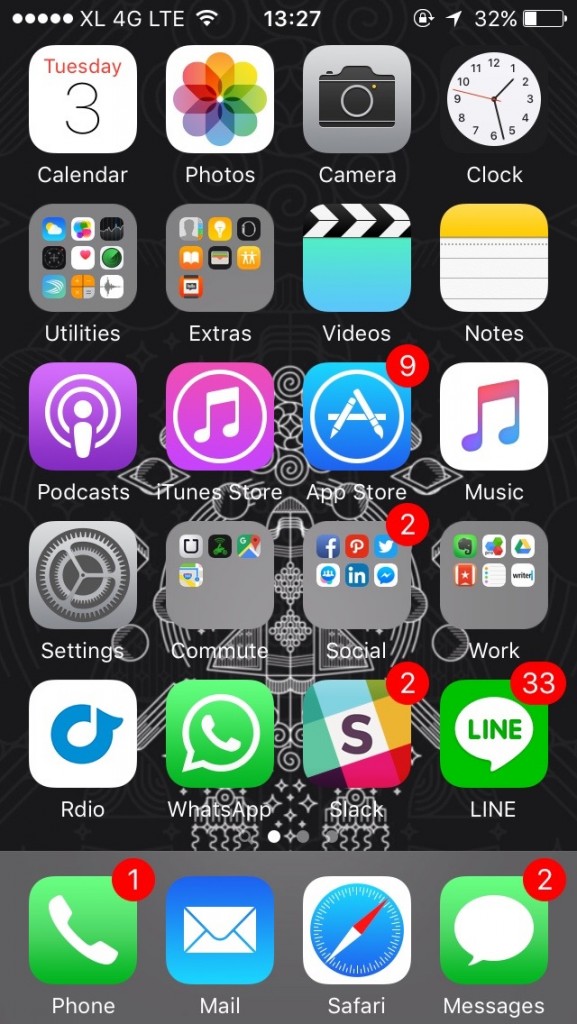 XL 4G LTE 13:27 32%
Tuesday
3
12
1
2
3
4
5
6
7
8
9
10
11
Calendar Photos Camera Clock
Utilities Extras Videos Notes
9
Podcasts iTunes Store App Store Music
2
Settings Commute Social Work
writer
2 33
S LINE
Rdio WhatsApp Slack LINE
1 2
Phone Mail Safari Messages